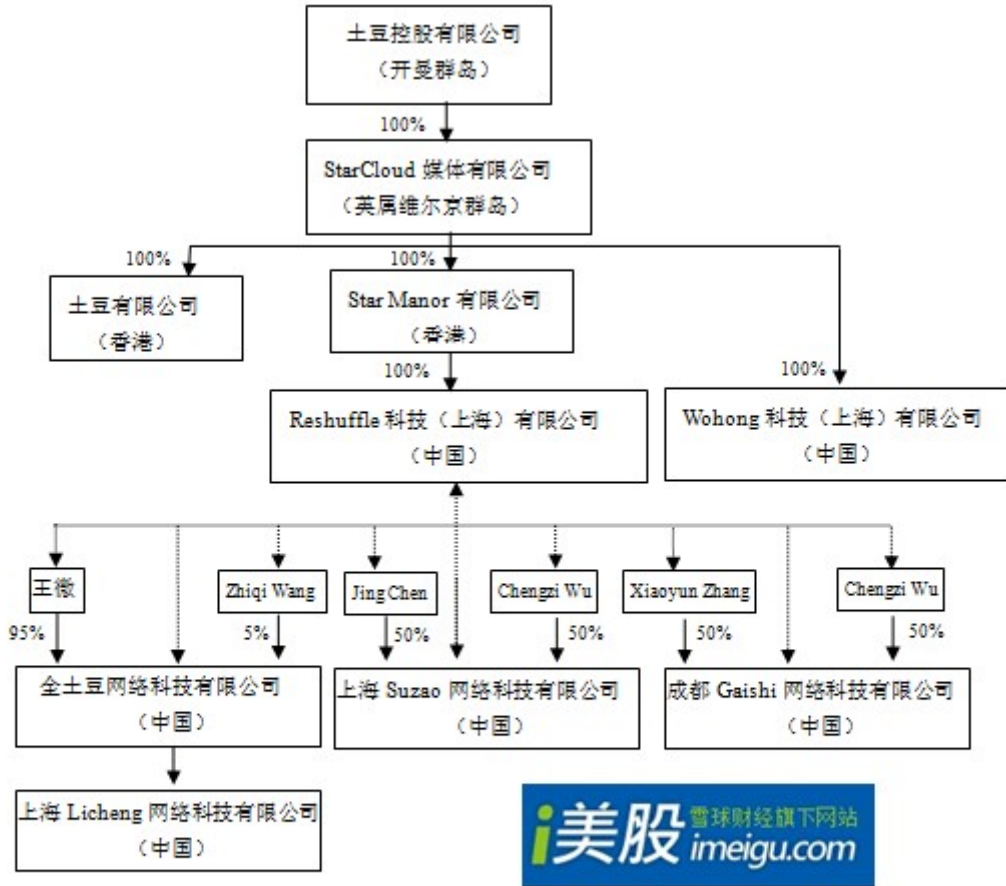 土豆控股有限公司
（开曼群岛）
100%
StarCloud 媒体有限公司
（英属维尔京群岛）
100%
100%
土豆有限公司
（香港）
Star Manor 有限公司
（香港）
100%
100%
Reshuffle 科技（上海）有限公司
（中国）
Wohong 科技（上海）有限公司
（中国）
王微
Zhiqi Wang
Jing Chen
Chengzi Wu
Xiaoyun Zhang
Chengzi Wu
95%
5%
50%
50%
50%
50%
全土豆网络科技有限公司
（中国）
上海 Suzao 网络科技有限公司
（中国）
成都 Gaishi 网络科技有限公司
（中国）
上海 Licheng 网络科技有限公司
（中国）
i美股
雪球财经旗下网站
imeigu.com